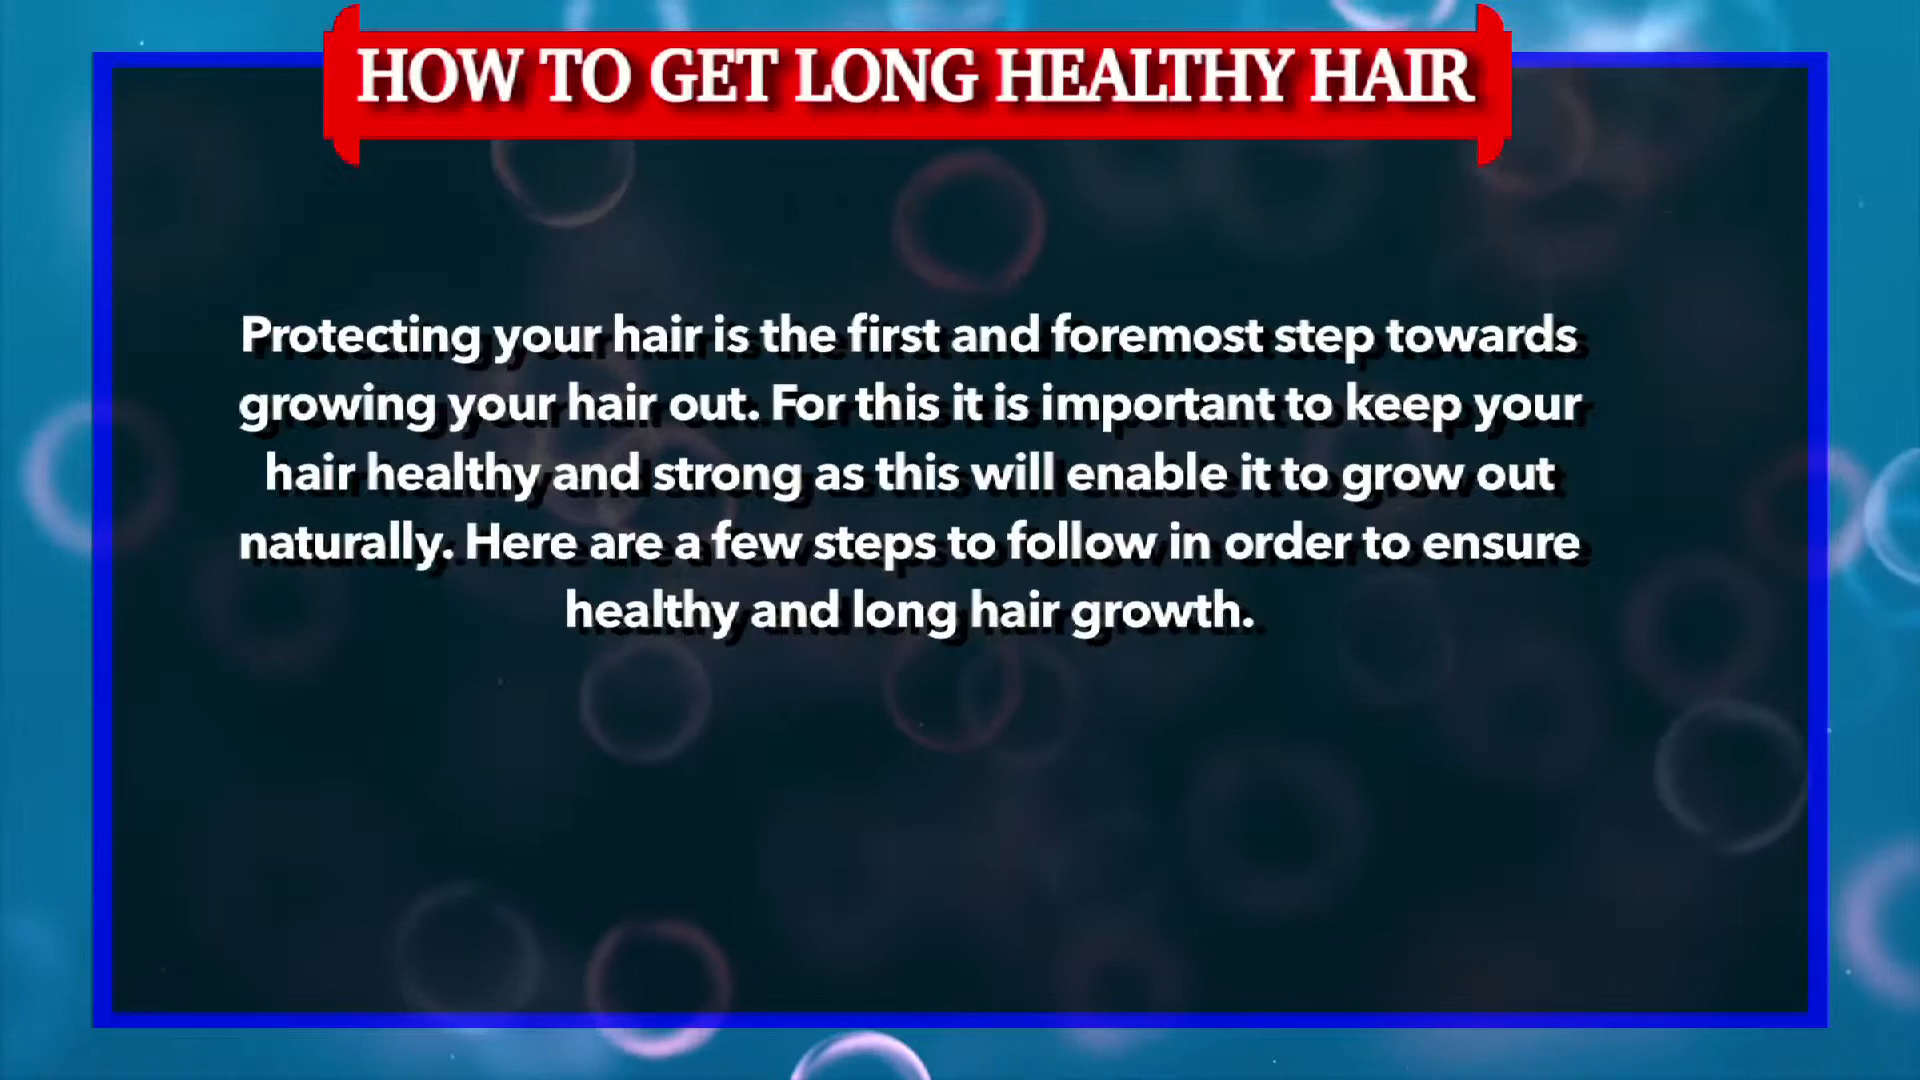 HOW TO GET LONG HEALTHY HAIR
Protecting your hair is the first and foremost step towards
growing your hair out. For this it is important to keep your
hair healthy and strong as this will enable it to grow out
naturally. Here are a few steps to follow in order to ensure
healthy and long hair growth.